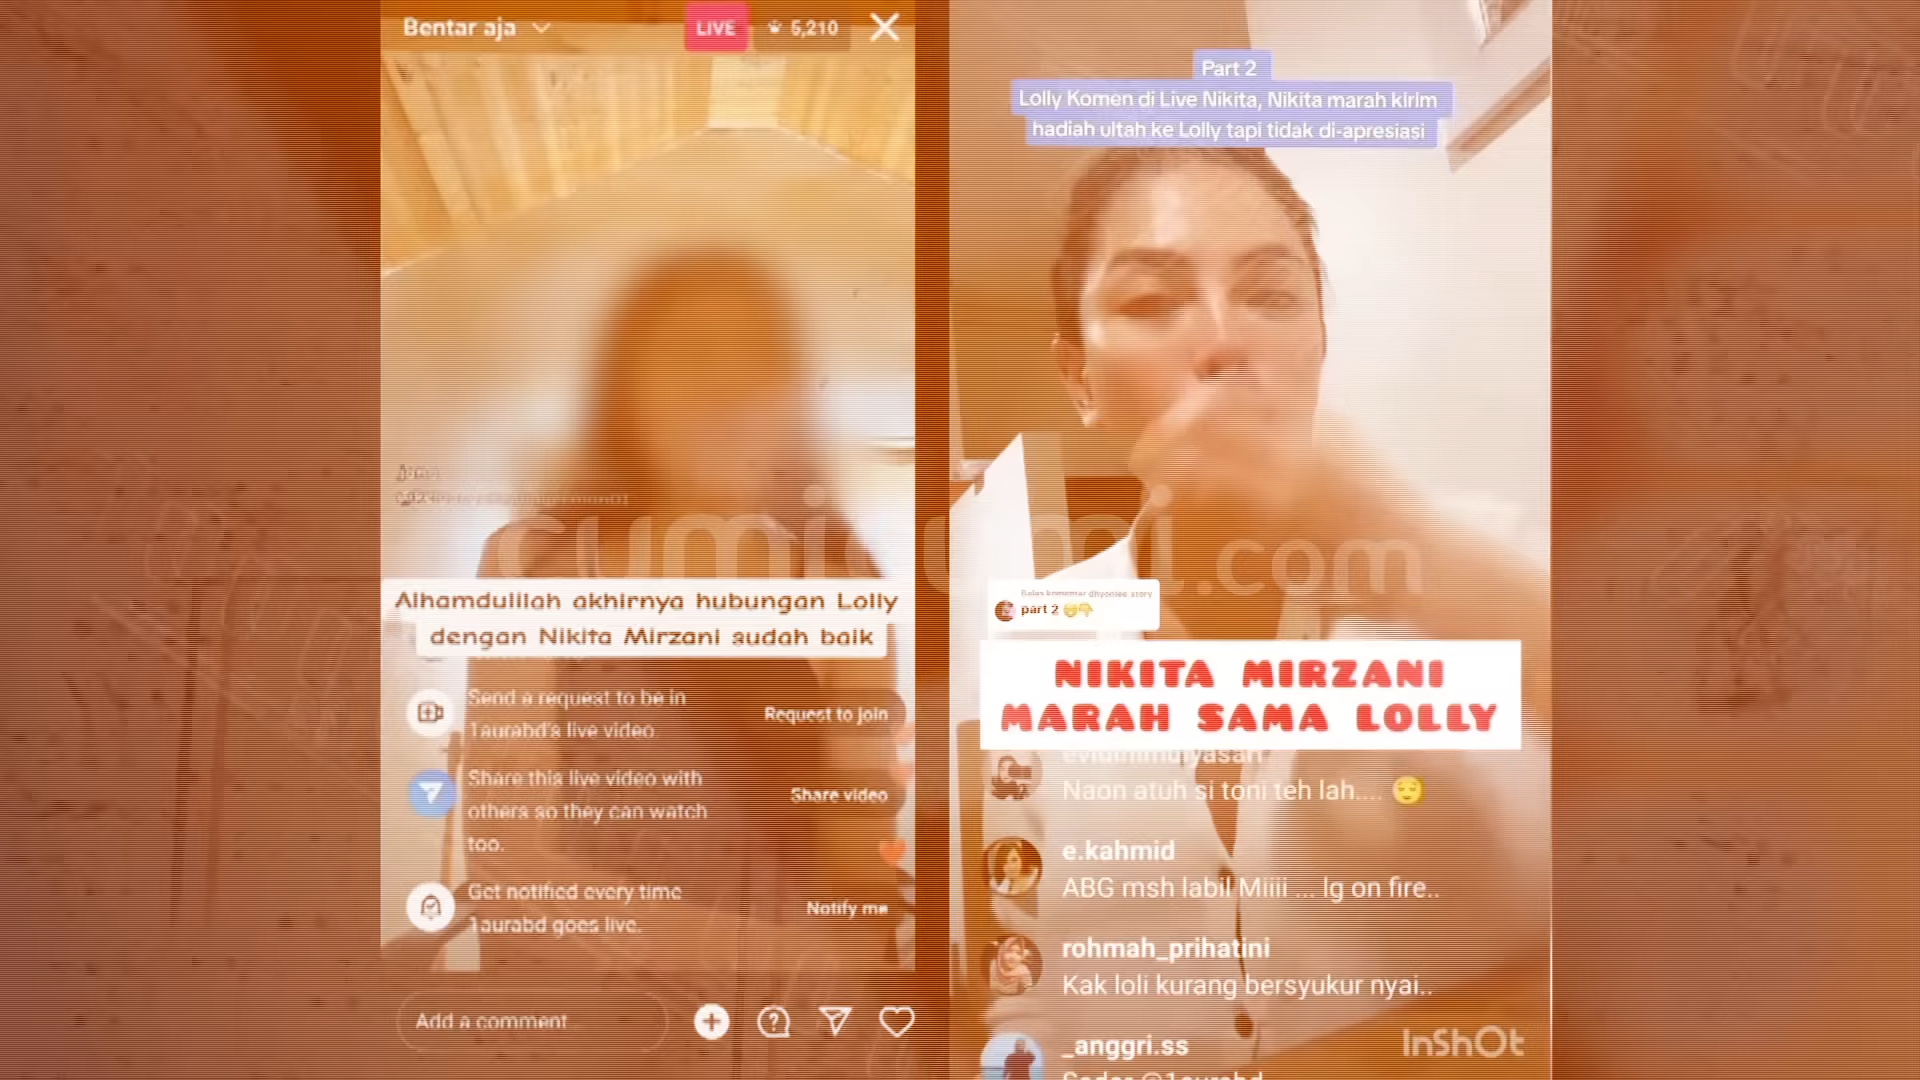 Bentar aja
LIVE
5,210
Alhamdulilah akhirnya hubungan Lolly
dengan Nikita Mirzani sudah baik
Send a request to be in
1aurabd's live video.
Request to join
Share this live video with
others so they can watch
too.
Share video
Get notified every time
1aurabd goes live.
Notify me
Add a comment
Part 2
Lolly Komen di Live Nikita, Nikita marah kirim
hadiah ultah ke Lolly tapi tidak di-apresiasi
cumicumi.com
part 2
NIKITA MIRZANI
MARAH SAMA LOLLY
Naon atuh si toni teh lah....
e.kahmid
ABG msh labil Miiii ... lg on fire..
rohmah_prihatini
Kak loli kurang bersyukur nyai..
_anggri.ss
InShOt